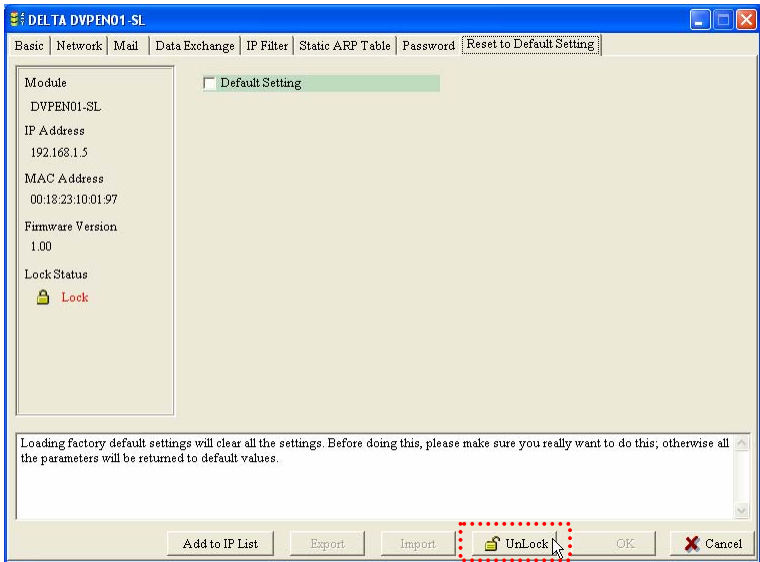 DELTA DVPEN01-SL
Basic Network Mail Data Exchange IP Filter Static ARP Table Password Reset to Default Setting
Module
DVPEN01-SL
IP Address
192.168.1.5
MAC Address
00:18:23:10:01:97
Firmware Version
1.00
Lock Status
Lock
Default Setting
Loading factory default settings will clear all the settings. Before doing this, please make sure you really want to do this; otherwise all
the parameters will be returned to default values.
Add to IP List Export Import UnLock OK Cancel